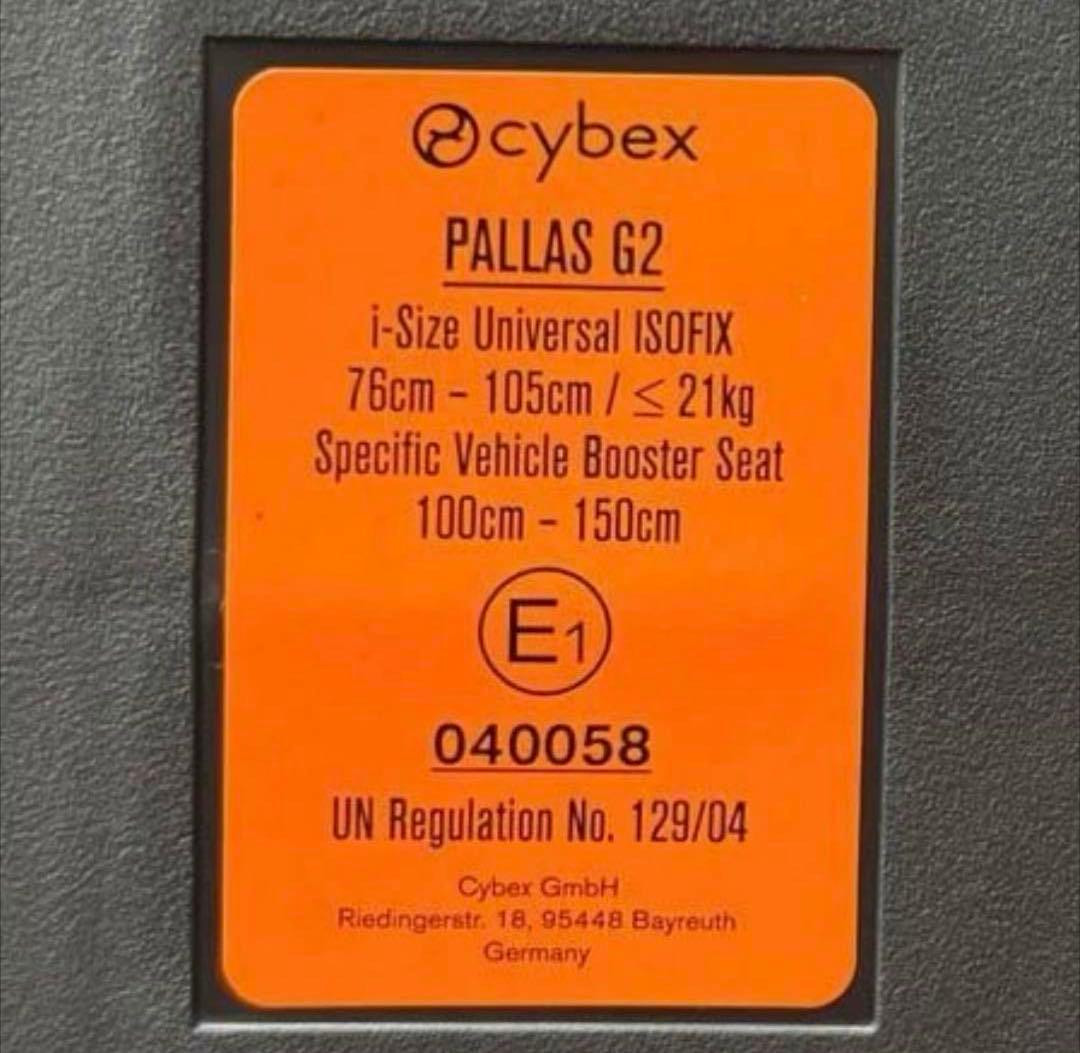 cybex
PALLAS G2
i-Size Universal ISOFIX
76cm – 105cm / ≤ 21kg
Specific Vehicle Booster Seat
100cm – 150cm
E1
040058
UN Regulation No. 129/04
Cybex GmbH
Riedingerstr. 18, 95448 Bayreuth
Germany